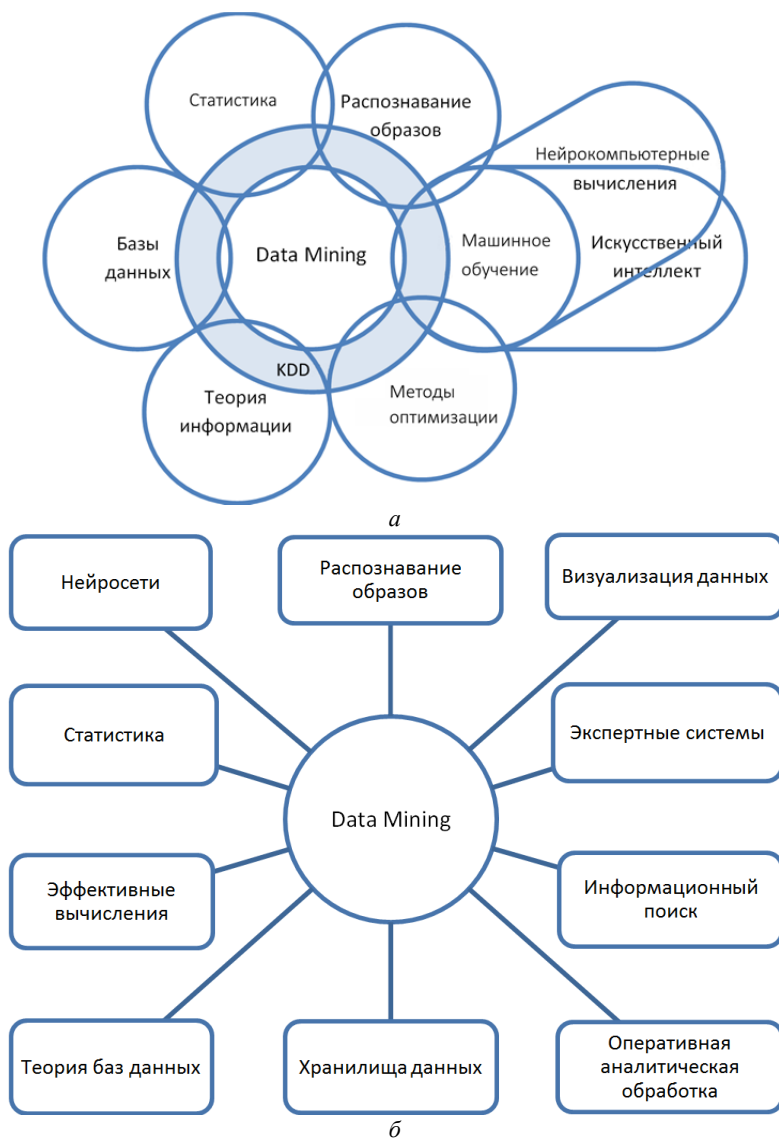 Статистика
Распознавание
образов
Нейрокомпьютерные
вычисления
Базы
данных
Data Mining
Машинное
обучение
Искусственный
интеллект
KDD
Теория
информации
Методы
оптимизации
а
Нейросети
Распознавание
образов
Визуализация данных
Статистика
Экспертные системы
Data Mining
Эффективные
вычисления
Информационный
поиск
Теория баз данных
Хранилища данных
Оперативная
аналитическая
обработка
б